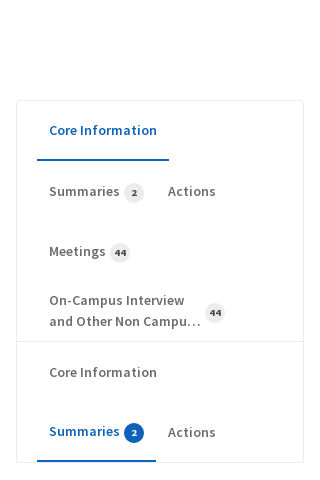 Core Information
Summaries 2 Actions
Meetings 44
On-Campus Interview
and Other Non Campu... 44
Core Information
Summaries 2 Actions